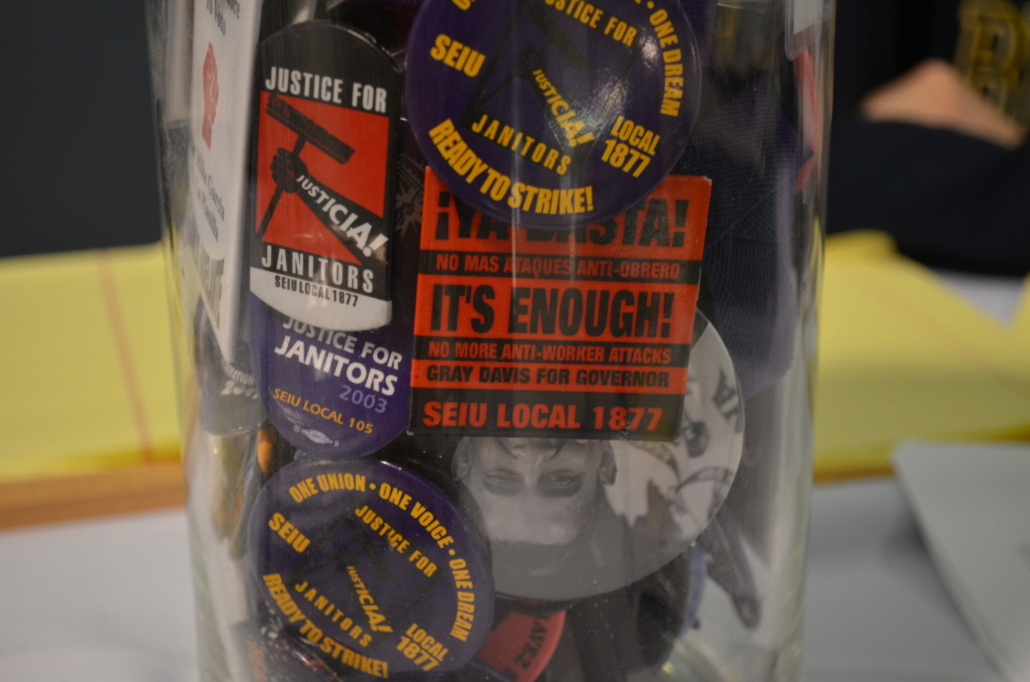 JUSTICE FOR
JUSTICIA!
JANITORS
SEIU LOCAL 1877
ONE DREAM
SEIU
JUSTICE FOR
JUSTICIA!
JANITORS
LOCAL
1877
READY TO STRIKE!
¡YA BASTA!
NO MAS ATAQUES ANTI-OBRERO
IT'S ENOUGH!
NO MORE ANTI-WORKER ATTACKS
GRAY DAVIS FOR GOVERNOR
SEIU LOCAL 1877
JUSTICE FOR
JANITORS
2003
SEIU LOCAL 105
ONE UNION • ONE VOICE • ONE DREAM
SEIU
JUSTICE FOR
JUSTICIA!
JANITORS
LOCAL
1877
READY TO STRIKE!